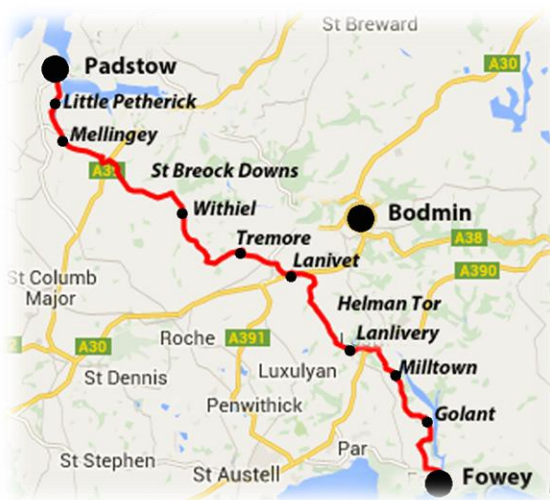 St Breward
A30
Padstow
Little Petherick
Mellingey
A39
St Breock Downs
Withiel
Bodmin
Tremore
A38
Lanivet
A390
St Columb
Major
Helman Tor
Lanlivery
Roche
A391
A30
Luxulyan
Milltown
St Dennis
Penwithick
Golant
Par
St Stephen
St Austell
Fowey